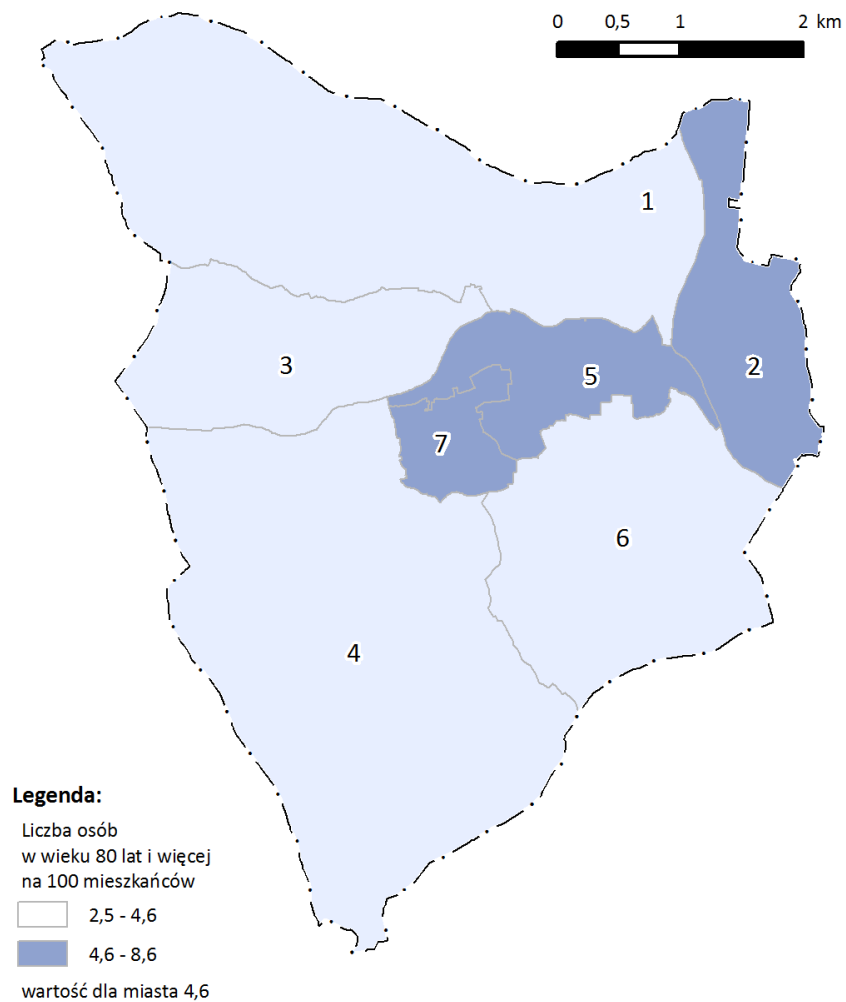 0 0,5 1 2 km
1
2
3
5
7
6
4
Legenda:
Liczba osób
w wieku 80 lat i więcej
na 100 mieszkańców
2,5 - 4,6
4,6 - 8,6
wartość dla miasta 4,6